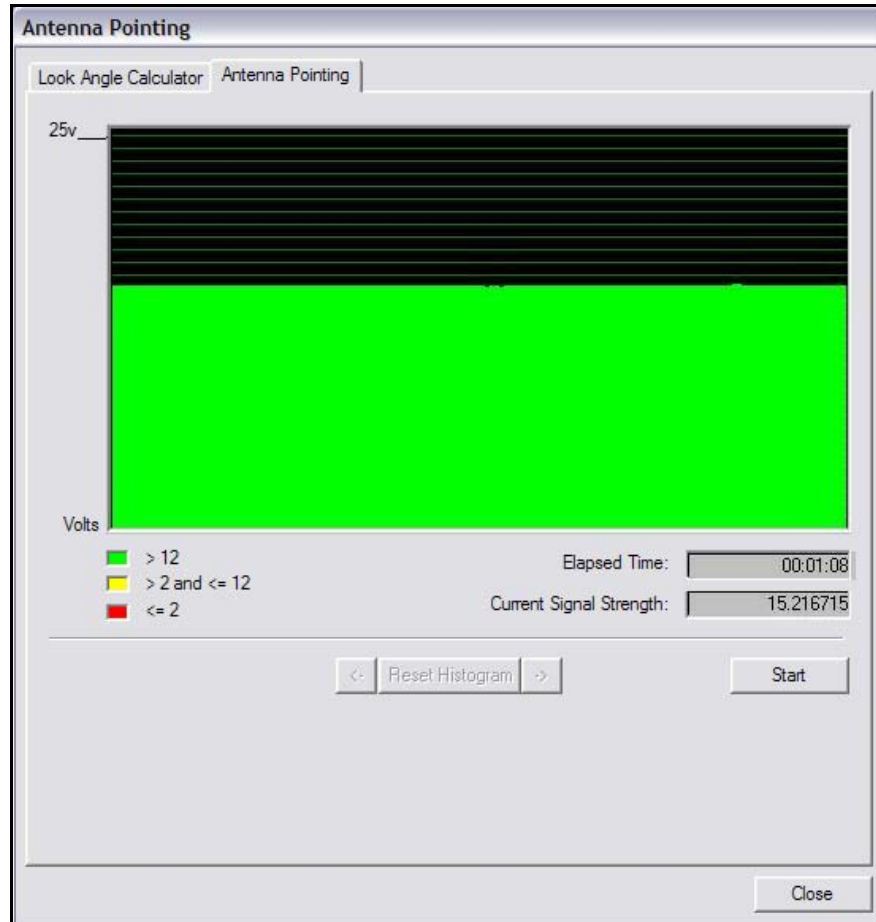 Antenna Pointing
Look Angle Calculator Antenna Pointing
25v
Volts
> 12
> 2 and <= 12
<= 2
Elapsed Time: 00:01:08
Current Signal Strength: 15.216715
<- Reset Histogram -> Start
Close